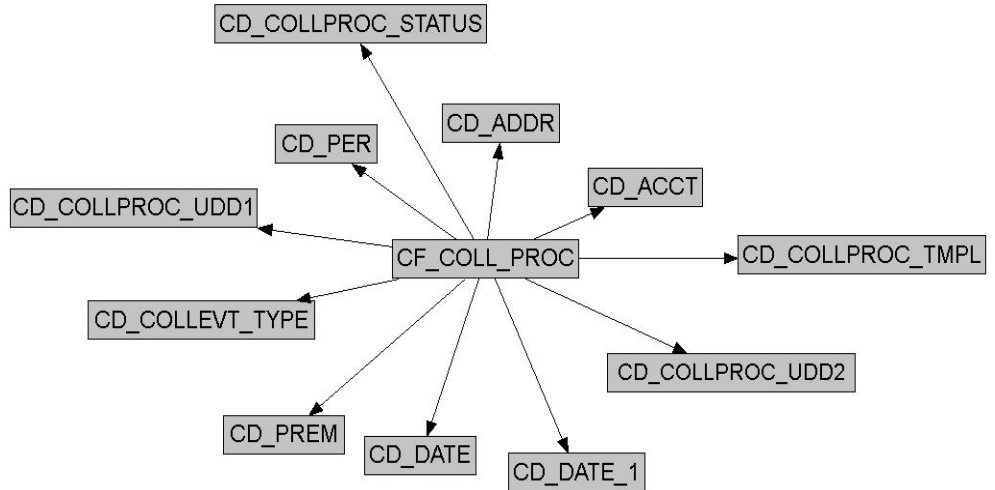 CD_COLLPROC_STATUS
CD_ADDR
CD_PER
CD_ACCT
CD_COLLPROC_UDD1
CF_COLL_PROC
CD_COLLPROC_TMPL
CD_COLLEVT_TYPE
CD_COLLPROC_UDD2
CD_PREM
CD_DATE
CD_DATE_1